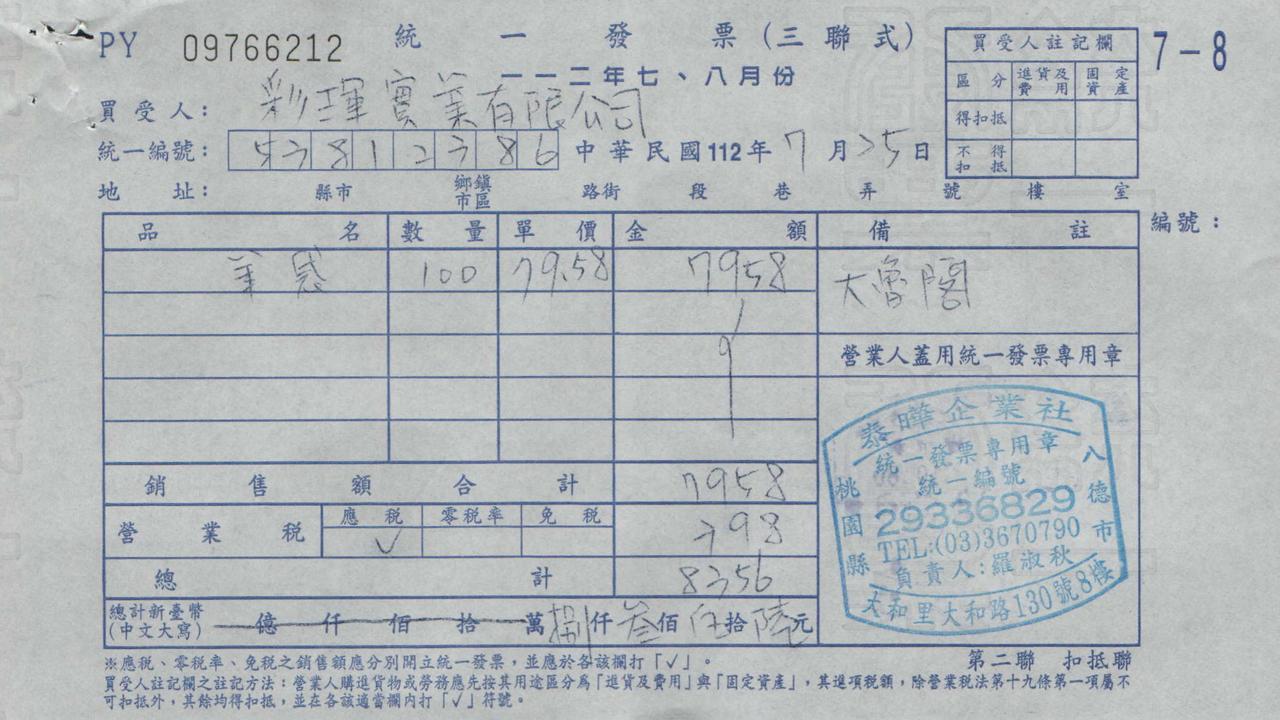 PY 09766212 統一發票(三聯式) 7-8
一一二年七、八月份
買受人註記欄
區分 進貨及費用 固定資產
得扣抵
不得扣抵
買受人: 彩琿實業有限公司
統一編號: 53812386 中華民國112年7月25日
地址: 縣市 鄉鎮市區 路街 段 巷 弄 號 樓 室
編號:
品名 數量 單價 金額 備註
100 79.58 7958 大魯閣
營業人蓋用統一發票專用章
銷售額合計 7958
營業稅 應稅 零稅率 免稅 398
✓
總計 8356
總計新臺幣(中文大寫) 億仟佰拾萬捌仟叁佰伍拾陸元
泰曄企業社
統一發票專用章
統一編號
29336829
TEL:(03)3670790
負責人:羅淑秋
桃園縣八德市
大和里大和路130號8樓
※應稅、零稅率、免稅之銷售額應分別開立統一發票,並應於各該欄打「✓」。
第二聯 扣抵聯
買受人註記欄之註記方法:營業人購進貨物或勞務應先按其用途區分為「進貨及費用」與「固定資產」,其進項稅額,除營業稅法第十九條第一項屬不
可扣抵外,其餘均得扣抵,並在各該適當欄內打「✓」符號。